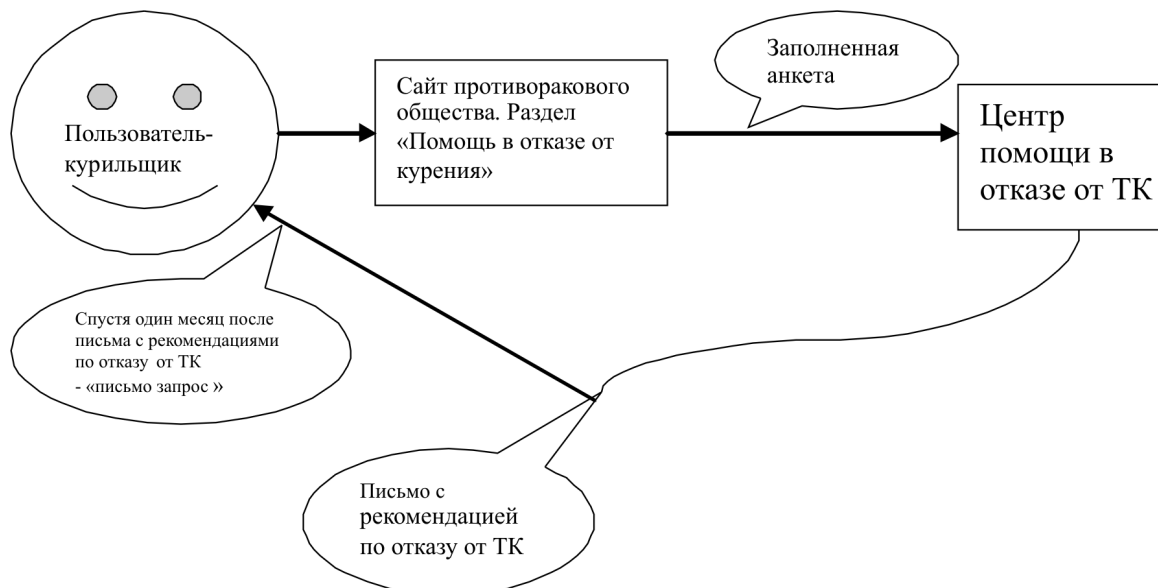 Пользователь-
курильщик
Сайт противоракового
общества. Раздел
«Помощь в отказе от
курения»
Заполненная
анкета
Центр
помощи в
отказе от ТК
Спустя один месяц после
письма с рекомендациями
по отказу от ТК
- «письмо запрос »
Письмо с
рекомендацией
по отказу от ТК